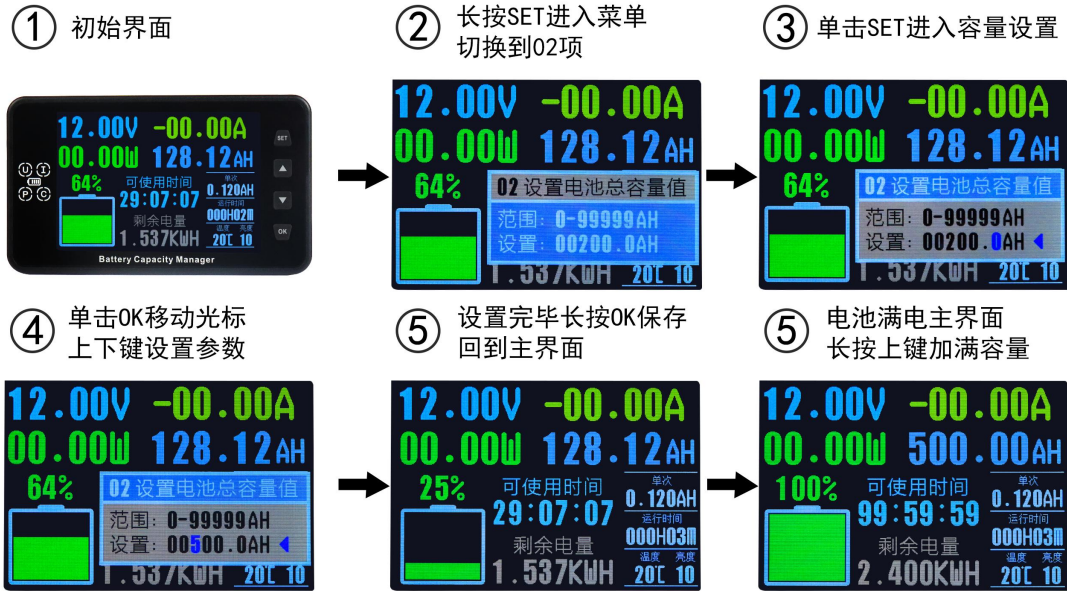 ① 初始界面
② 长按SET进入菜单
切换到02项
③ 单击SET进入容量设置
12.00V -00.00A
00.00W 128.12AH
64% 可使用时间 单次
29:07:07 0.120AH
剩余电量 运行时间
000H02M
1.537KWH 温度 亮度
20℃ 10
U I
P C
SET
OK
Battery Capacity Manager
12.00V -00.00A
00.00W 128.12AH
64%
02 设置电池总容量值
范围: 0-99999AH
设置: 00200.0AH
1.537KWH 20℃ 10
12.00V -00.00A
00.00W 128.12AH
64%
02 设置电池总容量值
范围: 0-99999AH
设置: 00200.0AH
1.537KWH 20℃ 10
④ 单击OK移动光标
上下键设置参数
⑤ 设置完毕长按OK保存
回到主界面
⑤ 电池满电主界面
长按上键加满容量
12.00V -00.00A
00.00W 128.12AH
64%
02 设置电池总容量值
范围: 0-99999AH
设置: 00500.0AH
1.537KWH 20℃ 10
12.00V -00.00A
00.00W 128.12AH
25% 可使用时间 单次
29:07:07 0.120AH
运行时间
000H03M
剩余电量 温度 亮度
1.537KWH 20℃ 10
12.00V -00.00A
00.00W 500.00AH
100% 可使用时间 单次
99:59:59 0.120AH
运行时间
000H03M
剩余电量 温度 亮度
2.400KWH 20℃ 10